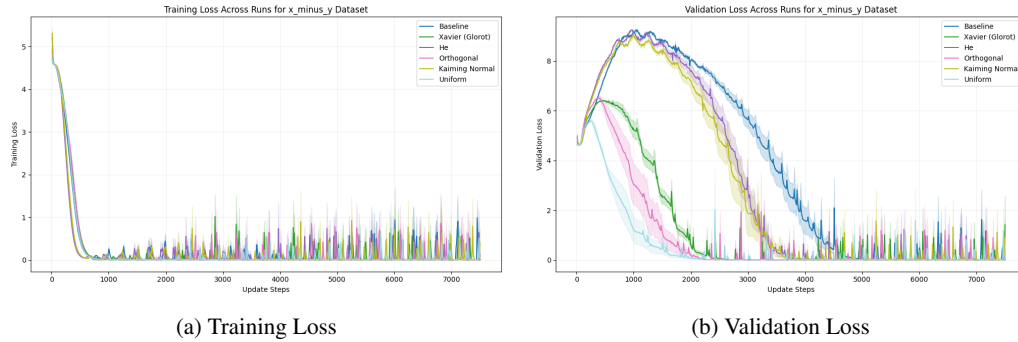 Training Loss Across Runs for x_minus_y Dataset
Baseline
Xavier (Glorot)
He
Orthogonal
Kaiming Normal
Uniform
5
4
3
2
1
0
Training Loss
0 1000 2000 3000 4000 5000 6000 7000
Update Steps
(a) Training Loss
Validation Loss Across Runs for x_minus_y Dataset
Baseline
Xavier (Glorot)
He
Orthogonal
Kaiming Normal
Uniform
8
6
4
2
0
Validation Loss
0 1000 2000 3000 4000 5000 6000 7000
Update Steps
(b) Validation Loss